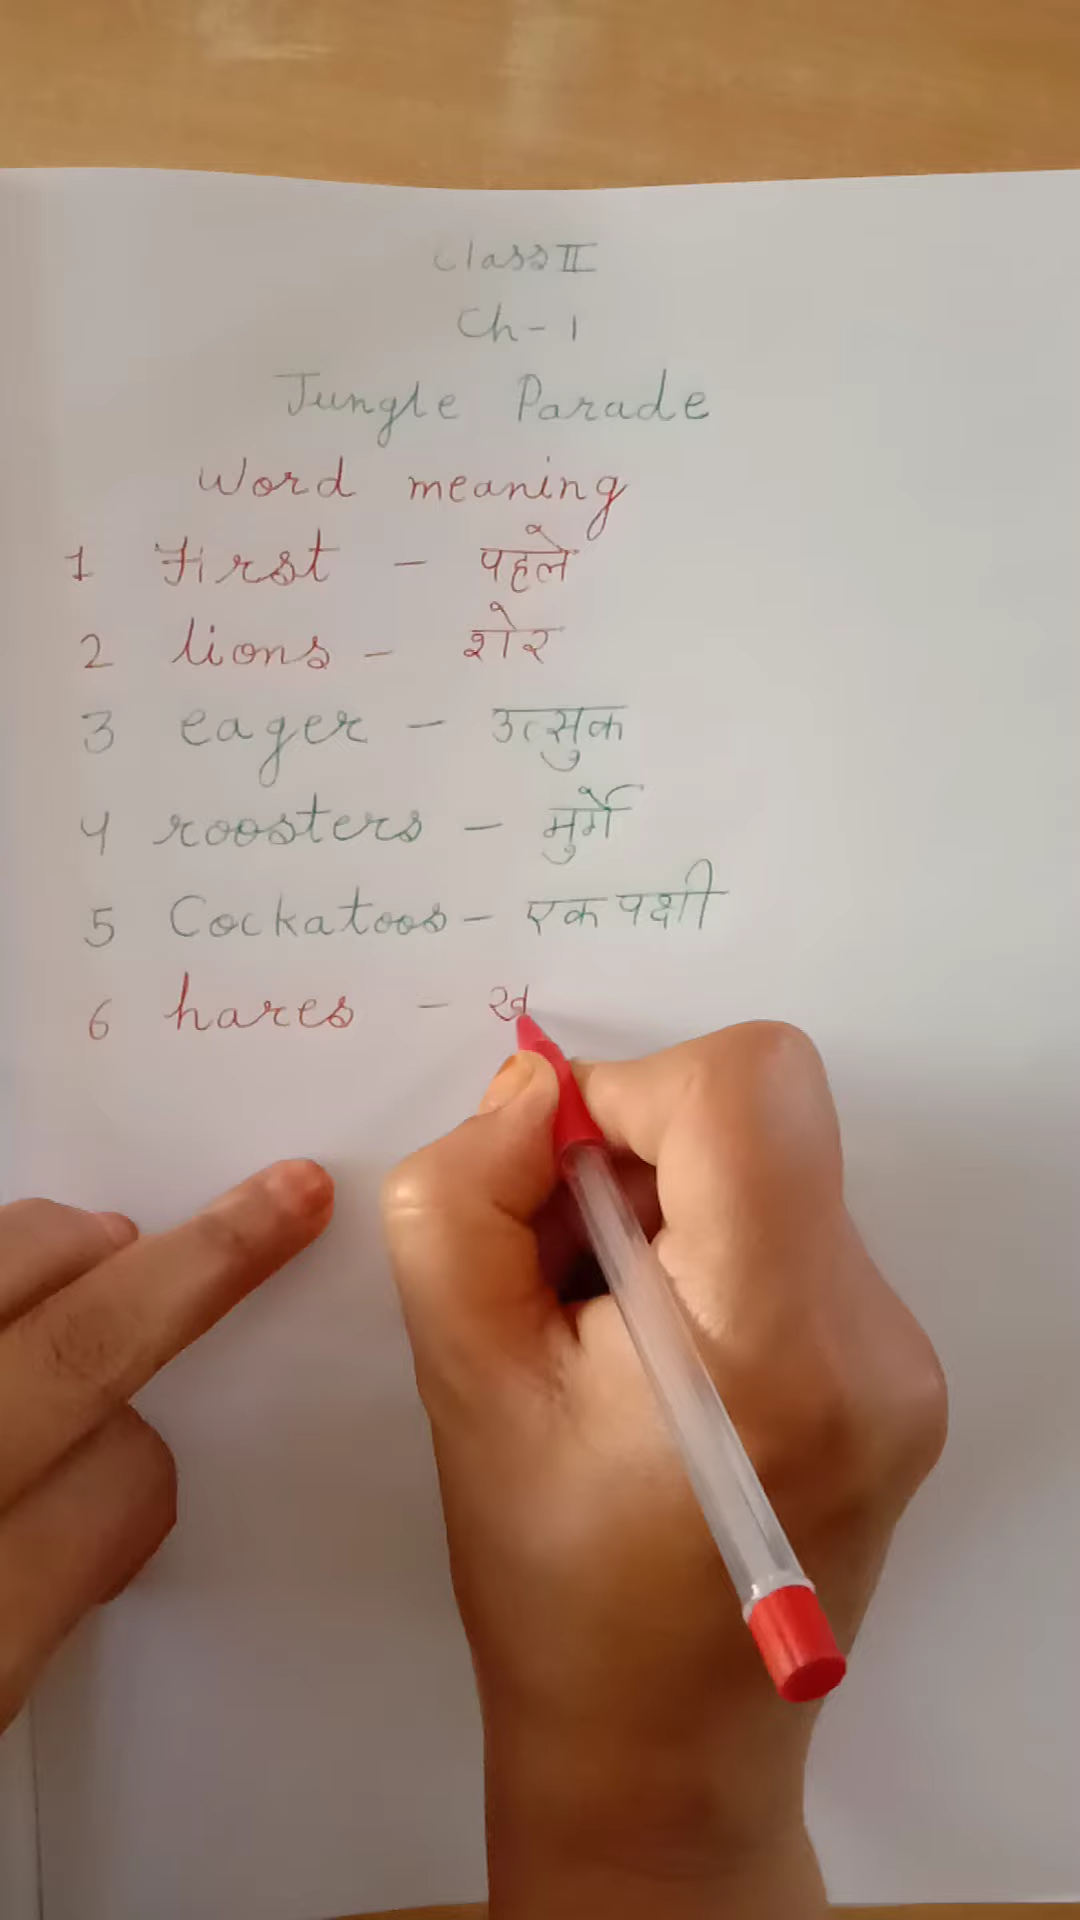 Class II
Ch - 1
Jungle Parade
Word meaning
1 First - पहले
2 lions - शेर
3 eager - उत्सुक
4 roosters - मुर्गे
5 Cockatoos - एक पक्षी
6 hares - ख